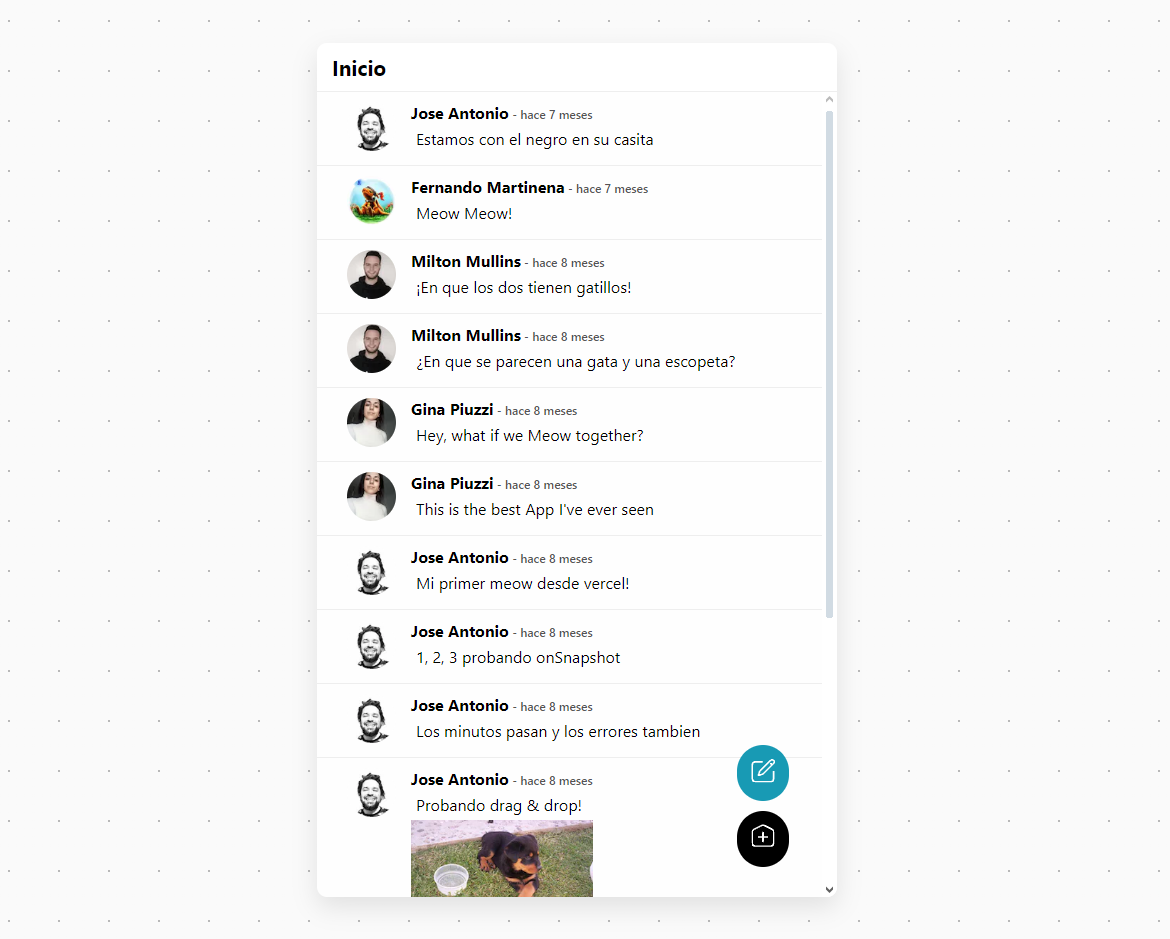 Inicio
Jose Antonio - hace 7 meses
Estamos con el negro en su casita
Fernando Martinena - hace 7 meses
Meow Meow!
Milton Mullins - hace 8 meses
¡En que los dos tienen gatillos!
Milton Mullins - hace 8 meses
¿En que se parecen una gata y una escopeta?
Gina Piuzzi - hace 8 meses
Hey, what if we Meow together?
Gina Piuzzi - hace 8 meses
This is the best App I've ever seen
Jose Antonio - hace 8 meses
Mi primer meow desde vercel!
Jose Antonio - hace 8 meses
1, 2, 3 probando onSnapshot
Jose Antonio - hace 8 meses
Los minutos pasan y los errores tambien
Jose Antonio - hace 8 meses
Probando drag & drop!